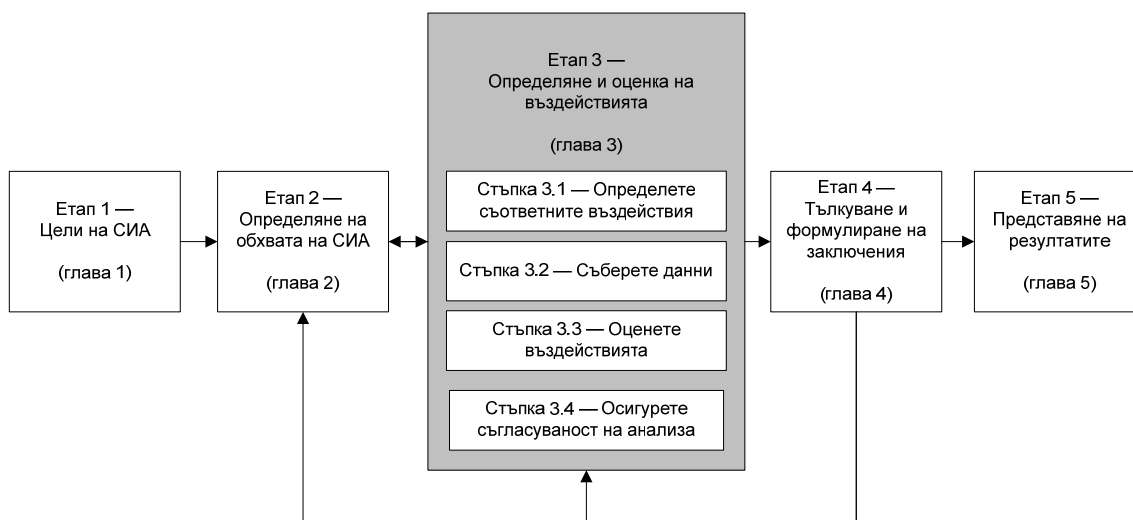 Етап 1 —
Цели на СИА
(глава 1)
Етап 2 —
Определяне на
обхвата на СИА
(глава 2)
Етап 3 —
Определяне и оценка на
въздействията
(глава 3)
Стъпка 3.1 — Определете
съответните въздействия
Стъпка 3.2 — Съберете данни
Стъпка 3.3 — Оценете
въздействията
Стъпка 3.4 — Осигурете
съгласуваност на анализа
Етап 4 —
Тълкуване и
формулиране на
заключения
(глава 4)
Етап 5 —
Представяне на
резултатите
(глава 5)